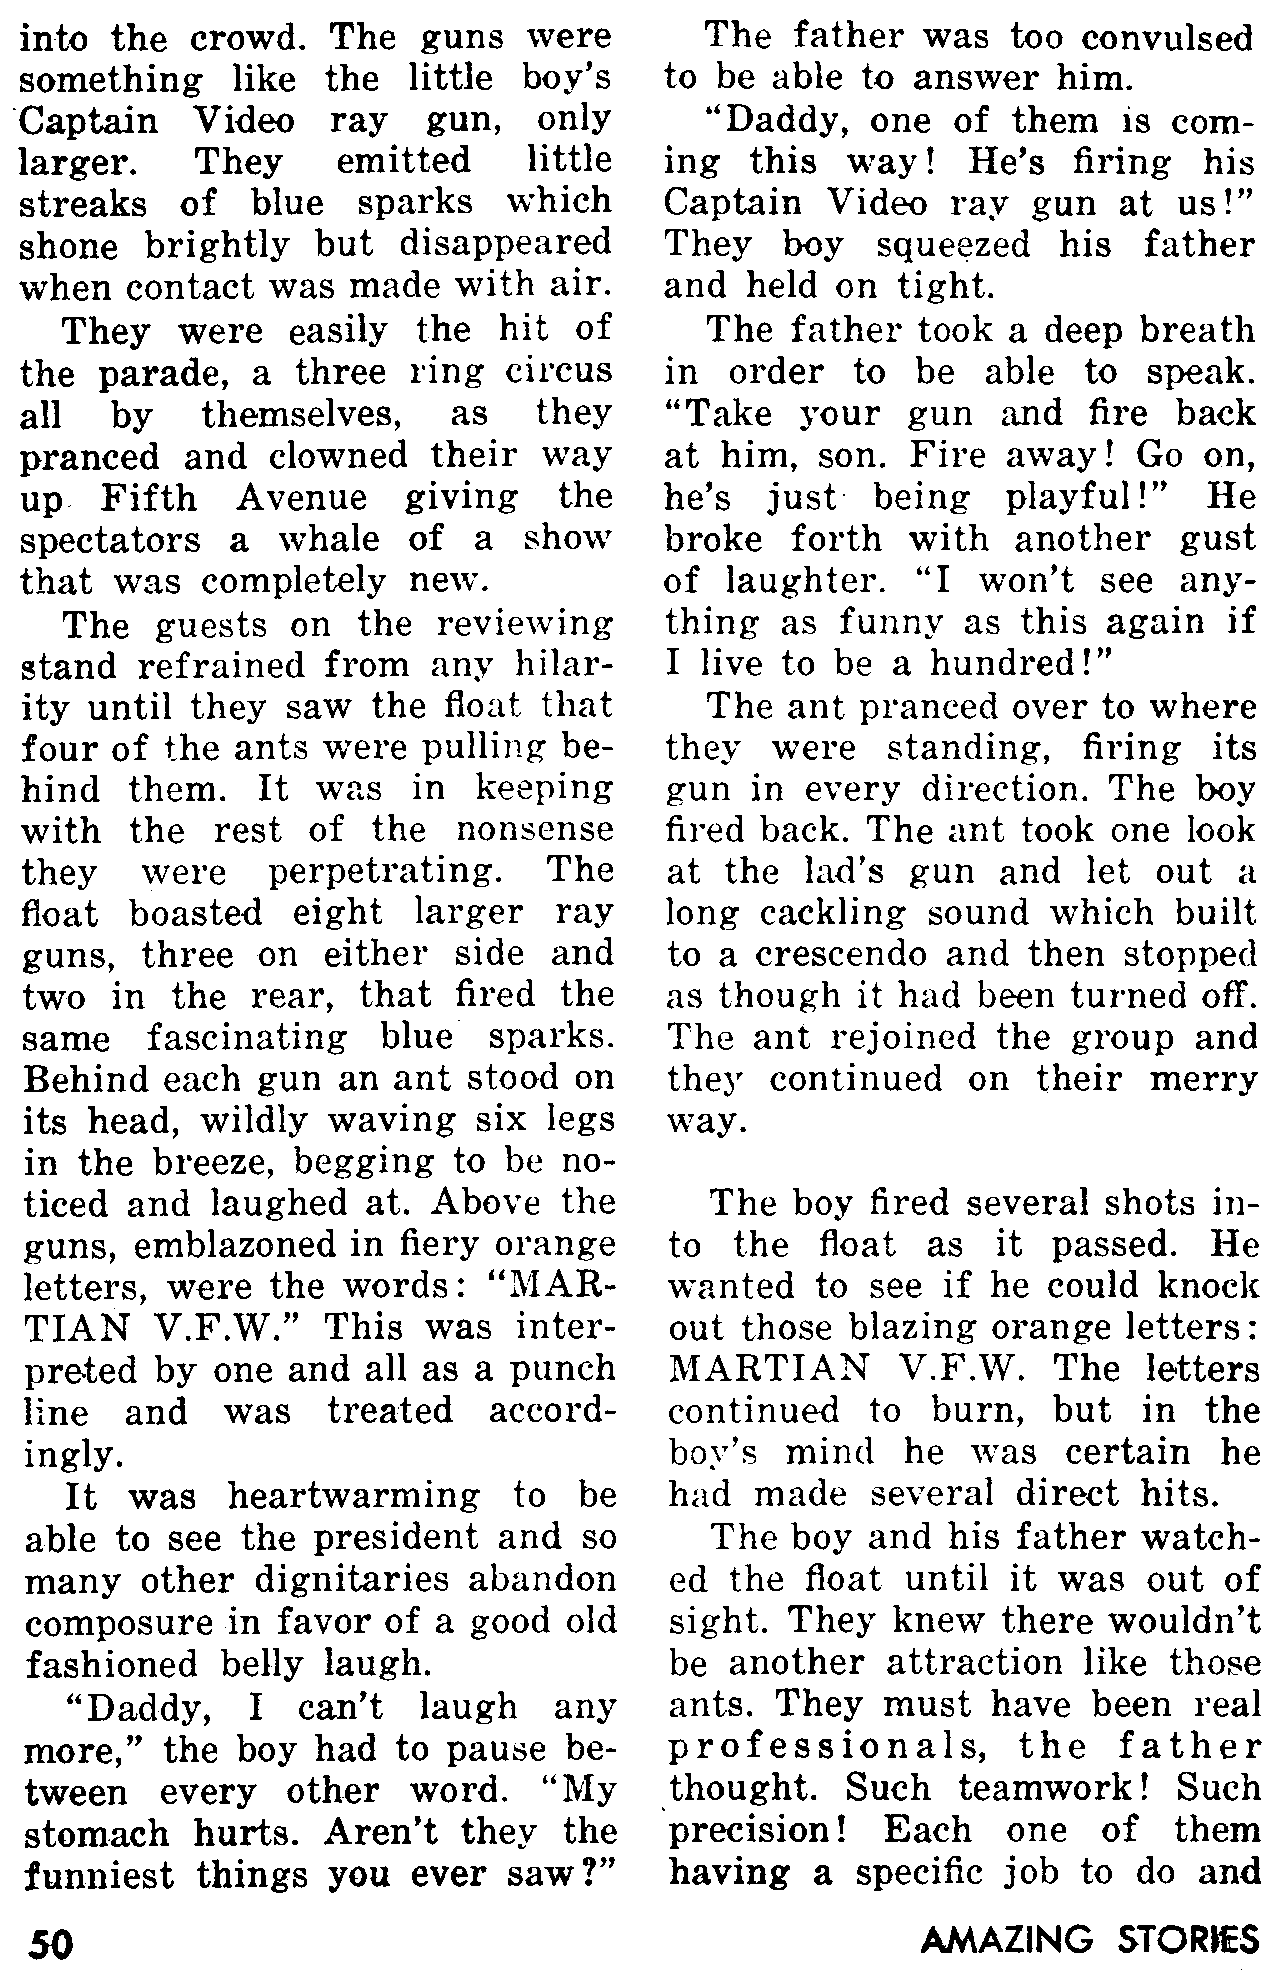 into the crowd. The guns were
something like the little boy's
Captain Video ray gun, only
larger. They emitted little
streaks of blue sparks which
shone brightly but disappeared
when contact was made with air.
They were easily the hit of
the parade, a three ring circus
all by themselves, as they
pranced and clowned their way
up Fifth Avenue giving the
spectators a whale of a show
that was completely new.
The guests on the reviewing
stand refrained from any hilar-
ity until they saw the float that
four of the ants were pulling be-
hind them. It was in keeping
with the rest of the nonsense
they were perpetrating. The
float boasted eight larger ray
guns, three on either side and
two in the rear, that fired the
same fascinating blue sparks.
Behind each gun an ant stood on
its head, wildly waving six legs
in the breeze, begging to be no-
ticed and laughed at. Above the
guns, emblazoned in fiery orange
letters, were the words: "MAR-
TIAN V.F.W." This was inter-
preted by one and all as a punch
line and was treated accord-
ingly.
It was heartwarming to be
able to see the president and so
many other dignitaries abandon
composure in favor of a good old
fashioned belly laugh.
"Daddy, I can't laugh any
more," the boy had to pause be-
tween every other word. "My
stomach hurts. Aren't they the
funniest things you ever saw?"
The father was too convulsed
to be able to answer him.
"Daddy, one of them is com-
ing this way! He's firing his
Captain Video ray gun at us!"
They boy squeezed his father
and held on tight.
The father took a deep breath
in order to be able to speak.
"Take your gun and fire back
at him, son. Fire away! Go on,
he's just being playful!" He
broke forth with another gust
of laughter. "I won't see any-
thing as funny as this again if
I live to be a hundred!"
The ant pranced over to where
they were standing, firing its
gun in every direction. The boy
fired back. The ant took one look
at the lad's gun and let out a
long cackling sound which built
to a crescendo and then stopped
as though it had been turned off.
The ant rejoined the group and
they continued on their merry
way.
The boy fired several shots in-
to the float as it passed. He
wanted to see if he could knock
out those blazing orange letters:
MARTIAN V.F.W. The letters
continued to burn, but in the
boy's mind he was certain he
had made several direct hits.
The boy and his father watch-
ed the float until it was out of
sight. They knew there wouldn't
be another attraction like those
ants. They must have been real
professionals, the father
thought. Such teamwork! Such
precision! Each one of them
having a specific job to do and
50
AMAZING STORIES